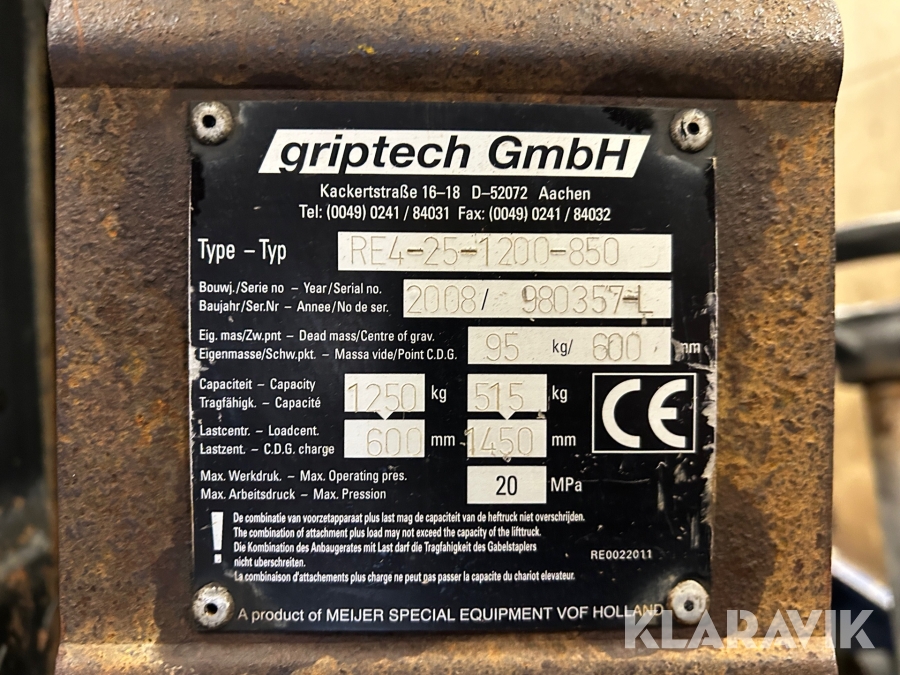 griptech GmbH
Kackertstraße 16–18 D–52072 Aachen
Tel: (0049) 0241 / 84031 Fax: (0049) 0241 / 84032
Type – Typ RE4-25-1200-850
Bouwj./Serie no – Year/Serial no.
Baujahr/Ser.Nr – Annee/No de ser. 2008/ 980357-L
Eig. mas/Zw.pnt – Dead mass/Centre of grav.
Eigenmasse/Schw.pkt. – Massa vide/Point C.D.G. 95 kg/ 600 mm
Capaciteit – Capacity
Tragfähigk. – Capacité 1250 kg 515 kg
Lastcentr. – Loadcent.
Lastzent. – C.D.G. charge 600 mm 1450 mm
CE
Max. Werkdruk. – Max. Operating pres.
Max. Arbeitsdruck – Max. Pression 20 MPa
! De combinatie van voorzetapparaat plus last mag de capaciteit van de heftruck niet overschrijden.
The combination of attachment plus load may not exceed the capacity of the lifttruck.
Die Kombination des Anbaugerates mit Last darf die Tragfähigkeit des Gabelstaplers
nicht uberschreiten.
La combinaison d'attachements plus charge ne peut pas passer la capacite du chariot elevateur.
RE0022011
A product of MEIJER SPECIAL EQUIPMENT VOF HOLLAND
KLARAVIK